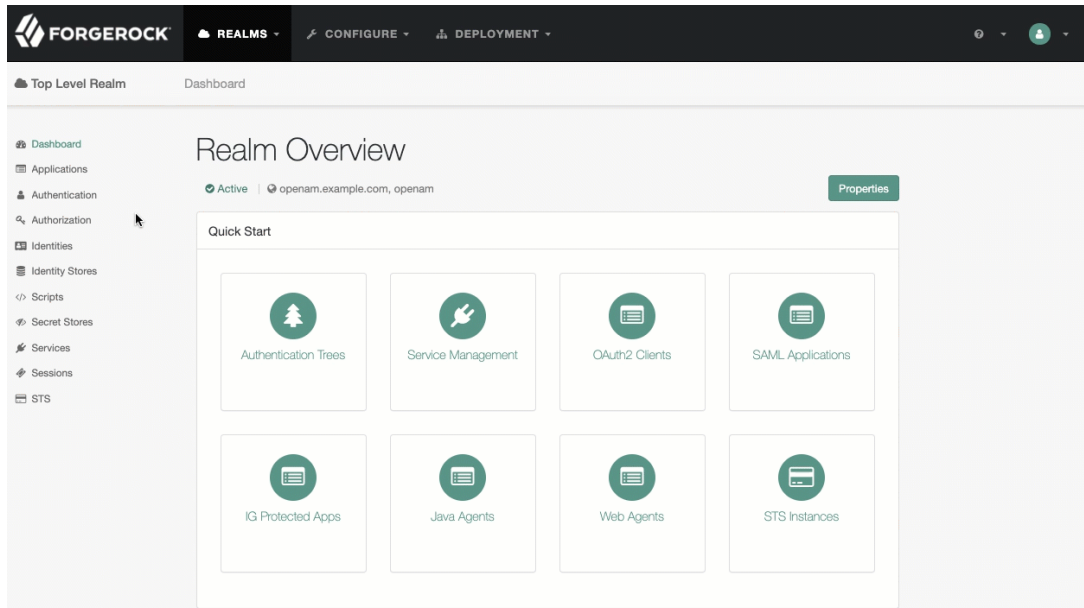 FORGEROCK
REALMS
CONFIGURE
DEPLOYMENT
Top Level Realm
Dashboard
Dashboard
Applications
Authentication
Authorization
Identities
Identity Stores
Scripts
Secret Stores
Services
Sessions
STS
Realm Overview
Active
openam.example.com, openam
Properties
Quick Start
Authentication Trees
Service Management
OAuth2 Clients
SAML Applications
IG Protected Apps
Java Agents
Web Agents
STS Instances